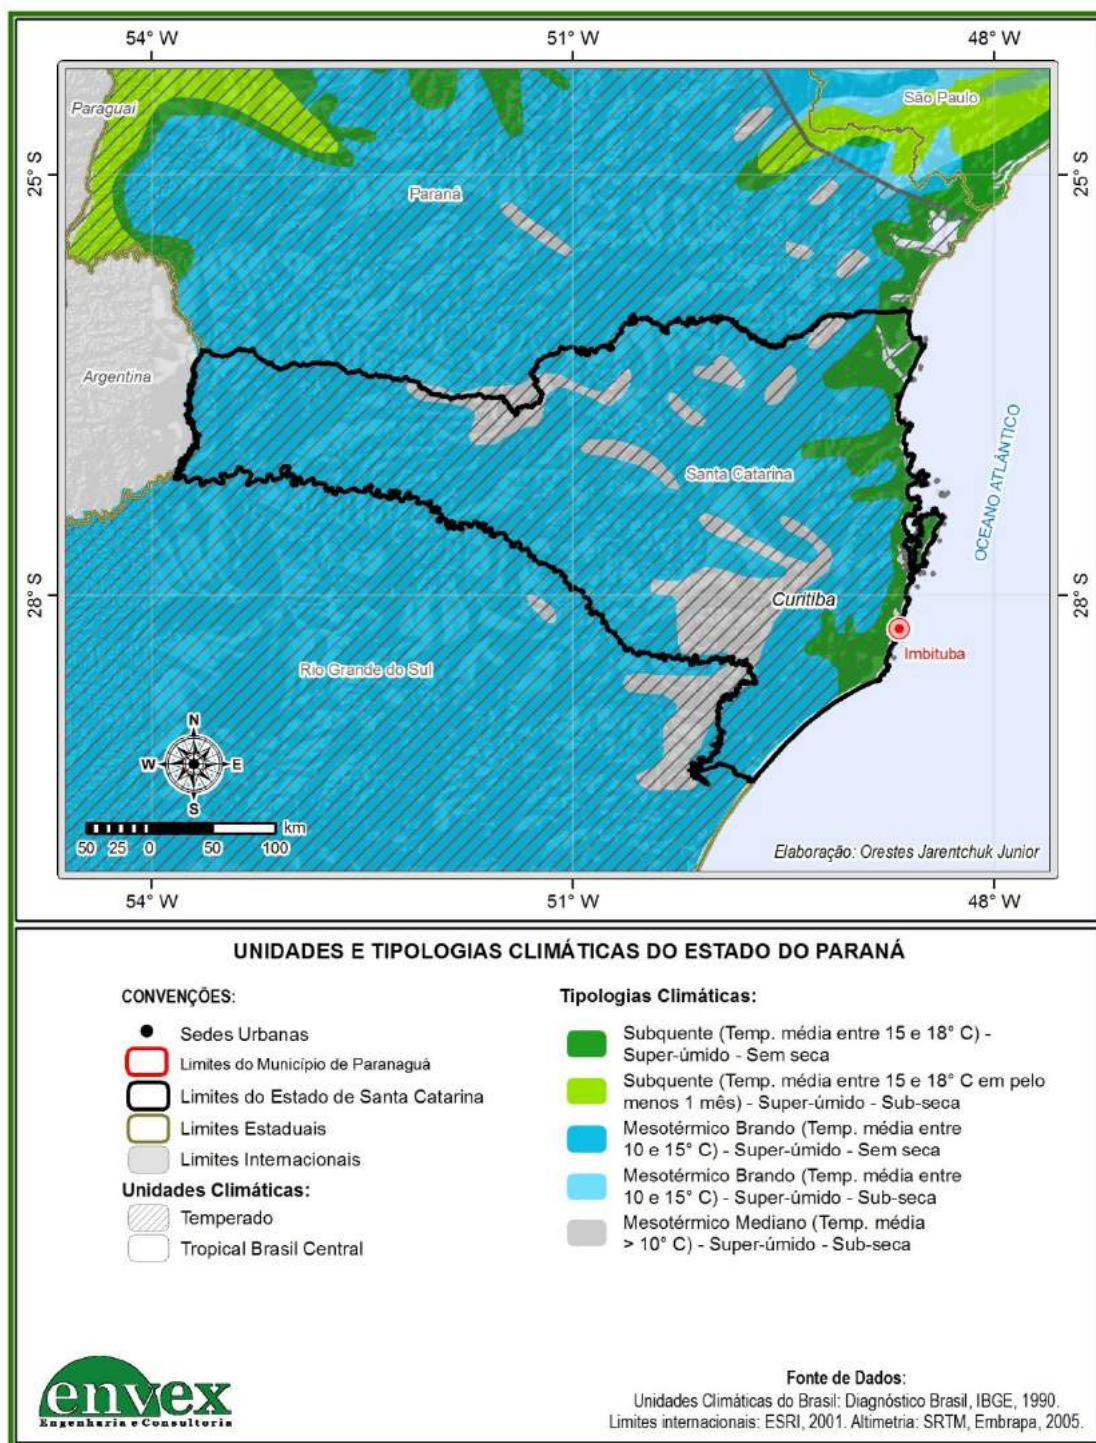 54° W
51° W
48° W
Paraguai
São Paulo
25° S
25° S
Paraná
Argentina
OCEANO ATLÂNTICO
Santa Catarina
28° S
28° S
Curitiba
Imbituba
Rio Grande do Sul
N
W
E
S
km
50 25 0 50 100
Elaboração: Orestes Jarentchuk Junior
54° W
51° W
48° W
UNIDADES E TIPOLOGIAS CLIMÁTICAS DO ESTADO DO PARANÁ
CONVENÇÕES:
Sedes Urbanas
Limites do Município de Paranaguá
Limites do Estado de Santa Catarina
Limites Estaduais
Limites Internacionais
Unidades Climáticas:
Temperado
Tropical Brasil Central
Tipologias Climáticas:
Subquente (Temp. média entre 15 e 18° C) -
Super-úmido - Sem seca
Subquente (Temp. média entre 15 e 18° C em pelo
menos 1 mês) - Super-úmido - Sub-seca
Mesotérmico Brando (Temp. média entre
10 e 15° C) - Super-úmido - Sem seca
Mesotérmico Brando (Temp. média entre
10 e 15° C) - Super-úmido - Sub-seca
Mesotérmico Mediano (Temp. média
> 10° C) - Super-úmido - Sub-seca
envex
Engenharia e Consultoria
Fonte de Dados:
Unidades Climáticas do Brasil: Diagnóstico Brasil, IBGE, 1990.
Limites internacionais: ESRI, 2001. Altimetria: SRTM, Embrapa, 2005.